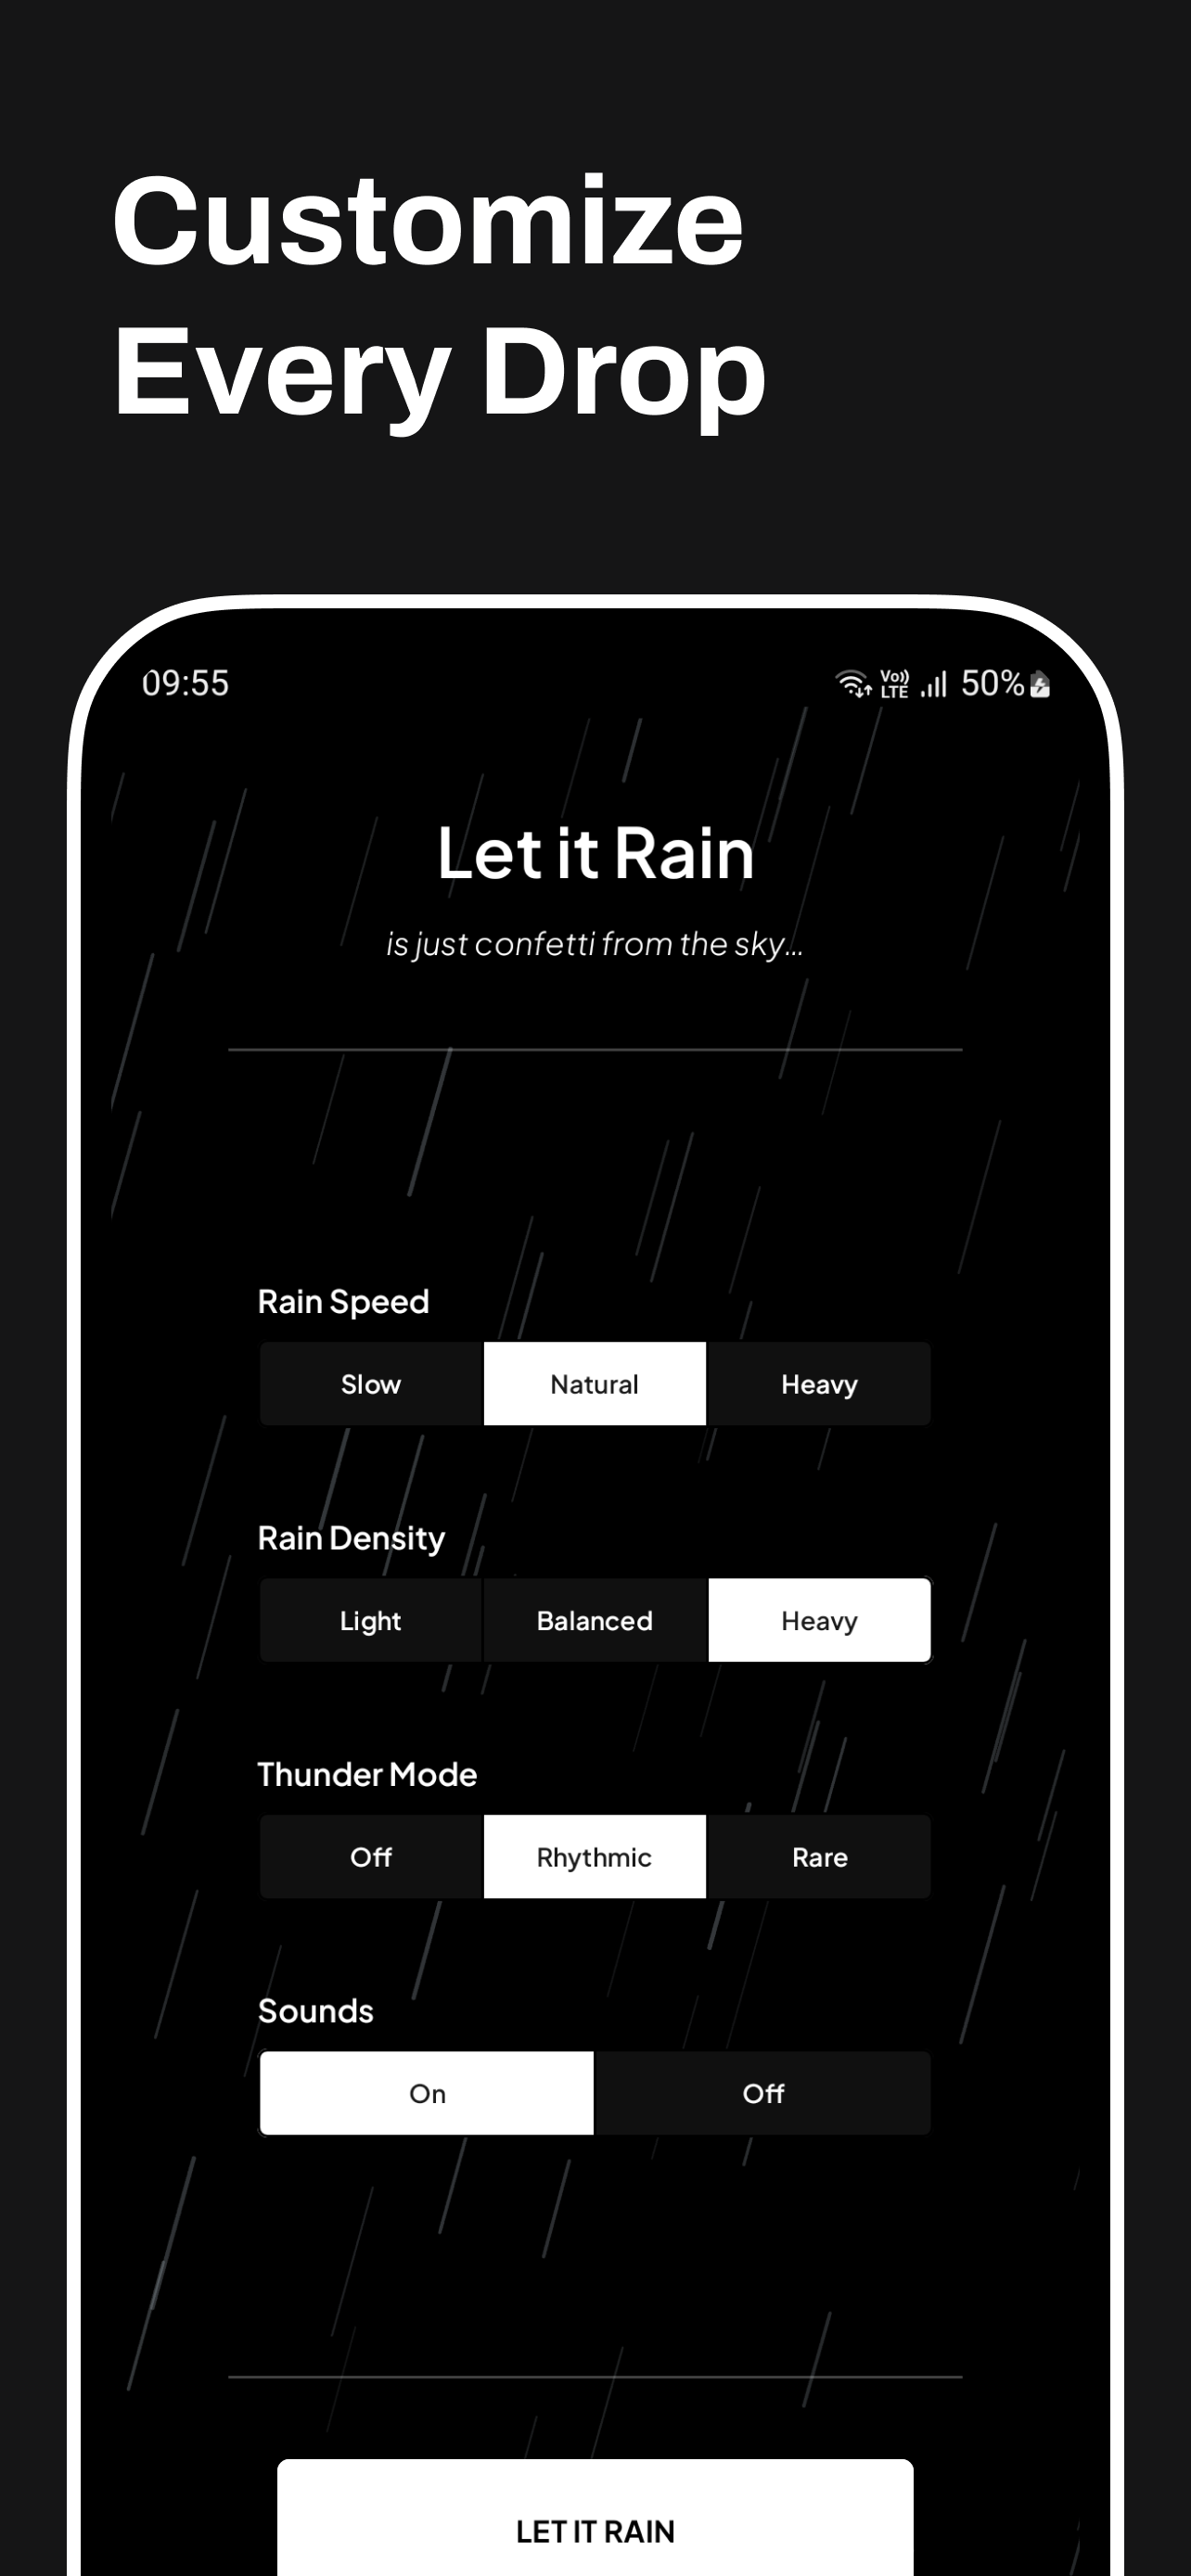 Customize
Every Drop
09:55 Vo)) LTE 50%
Let it Rain
is just confetti from the sky...
Rain Speed
Slow Natural Heavy
Rain Density
Light Balanced Heavy
Thunder Mode
Off Rhythmic Rare
Sounds
On Off
LET IT RAIN